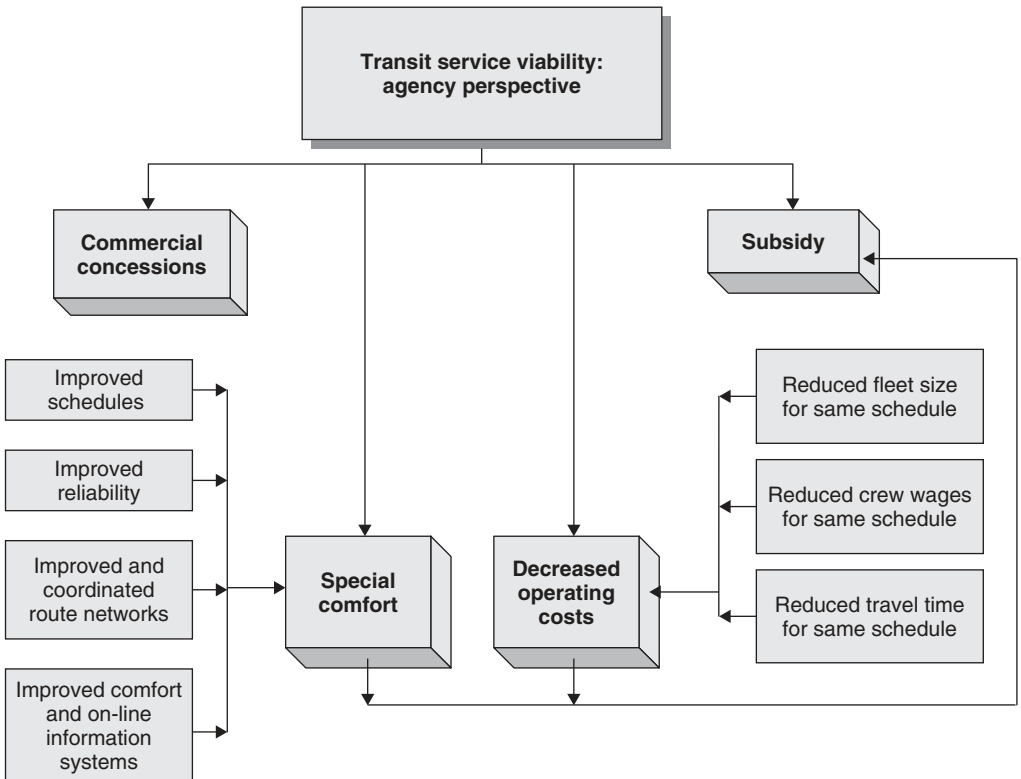 Transit service viability:
agency perspective
Commercial
concessions
Subsidy
Improved
schedules
Improved
reliability
Improved and
coordinated
route networks
Improved comfort
and on-line
information
systems
Special
comfort
Decreased
operating
costs
Reduced fleet size
for same schedule
Reduced crew wages
for same schedule
Reduced travel time
for same schedule